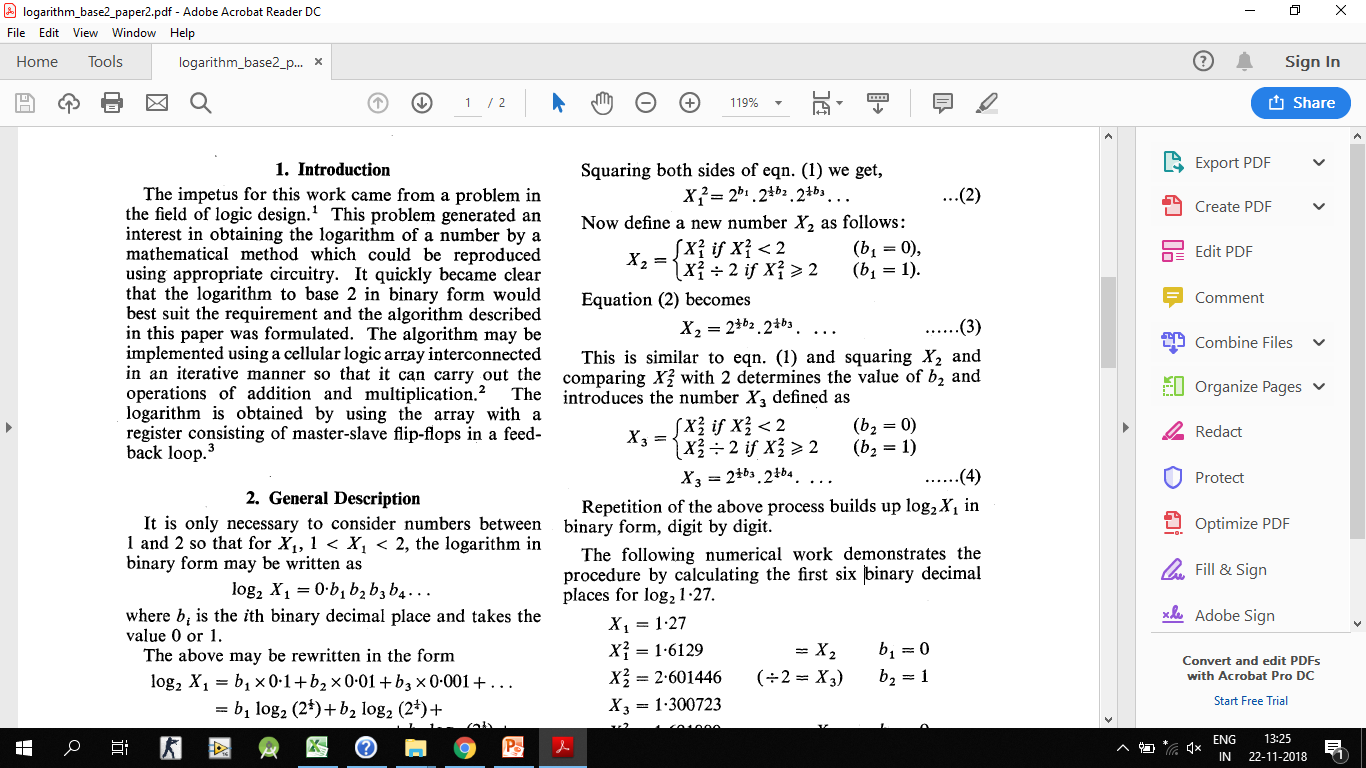 logarithm_base2_paper2.pdf - Adobe Acrobat Reader DC
File Edit View Window Help
Home Tools logarithm_base2_p... × Sign In
1 / 2 119% Share
1. Introduction
The impetus for this work came from a problem in
the field of logic design.¹ This problem generated an
interest in obtaining the logarithm of a number by a
mathematical method which could be reproduced
using appropriate circuitry. It quickly became clear
that the logarithm to base 2 in binary form would
best suit the requirement and the algorithm described
in this paper was formulated. The algorithm may be
implemented using a cellular logic array interconnected
in an iterative manner so that it can carry out the
operations of addition and multiplication.² The
logarithm is obtained by using the array with a
register consisting of master-slave flip-flops in a feed-
back loop.³
2. General Description
It is only necessary to consider numbers between
1 and 2 so that for X₁, 1 < X₁ < 2, the logarithm in
binary form may be written as
log₂ X₁ = 0·b₁ b₂ b₃ b₄...
where bᵢ is the ith binary decimal place and takes the
value 0 or 1.
The above may be rewritten in the form
log₂ X₁ = b₁ × 0·1 + b₂ × 0·01 + b₃ × 0·001 + ...
= b₁ log₂ (2^½) + b₂ log₂ (2^¼) +
Squaring both sides of eqn. (1) we get,
X₁² = 2^b₁ . 2^½b₂ . 2^¼b₃ ... ...(2)
Now define a new number X₂ as follows:
X₂ = { X₁² if X₁² < 2 (b₁ = 0),
X₁² ÷ 2 if X₁² ⩾ 2 (b₁ = 1).
Equation (2) becomes
X₂ = 2^½b₂ . 2^¼b₃ . ... ......(3)
This is similar to eqn. (1) and squaring X₂ and
comparing X₂² with 2 determines the value of b₂ and
introduces the number X₃ defined as
X₃ = { X₂² if X₂² < 2 (b₂ = 0)
X₂² ÷ 2 if X₂² ⩾ 2 (b₂ = 1)
X₃ = 2^½b₃ . 2^¼b₄ . ... ......(4)
Repetition of the above process builds up log₂ X₁ in
binary form, digit by digit.
The following numerical work demonstrates the
procedure by calculating the first six binary decimal
places for log₂ 1·27.
X₁ = 1·27
X₁² = 1·6129 = X₂ b₁ = 0
X₂² = 2·601446 (÷2 = X₃) b₂ = 1
X₃ = 1·300723
Export PDF
Create PDF
Edit PDF
Comment
Combine Files
Organize Pages
Redact
Protect
Optimize PDF
Fill & Sign
Adobe Sign
Convert and edit PDFs
with Acrobat Pro DC
Start Free Trial
ENG 13:25
IN 22-11-2018 1